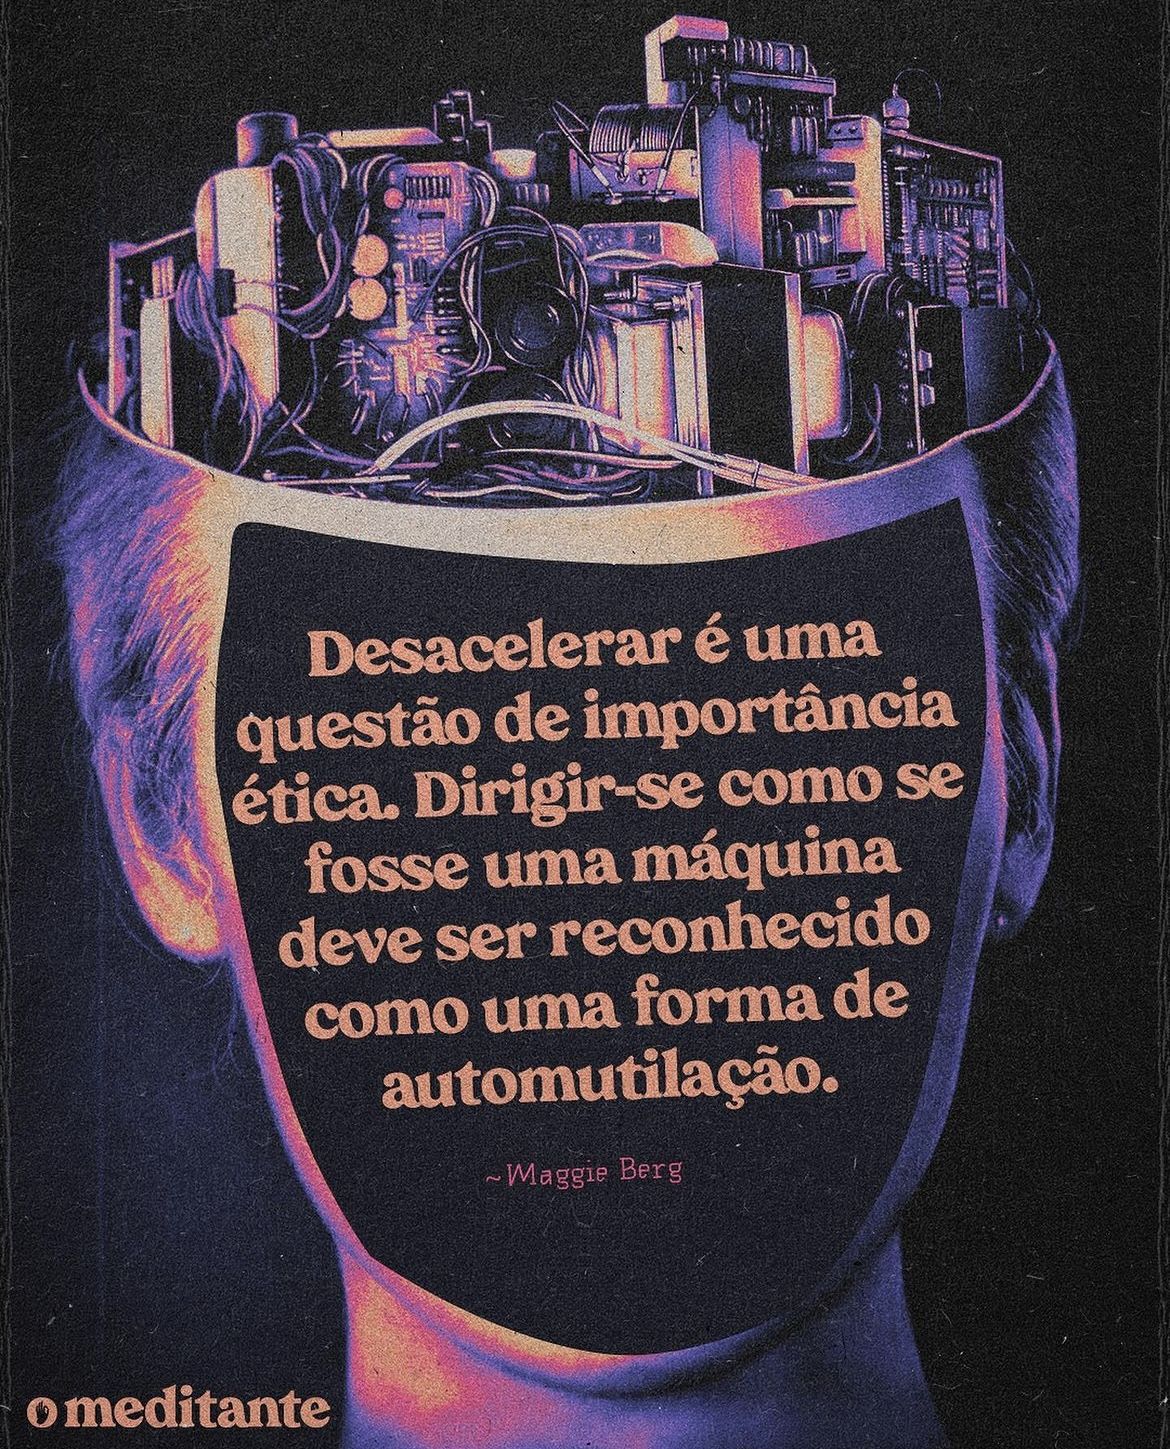 Desacelerar é uma
questão de importância
ética. Dirigir-se como se
fosse uma máquina
deve ser reconhecido
como uma forma de
automutilação.
~Maggie Berg
o meditante